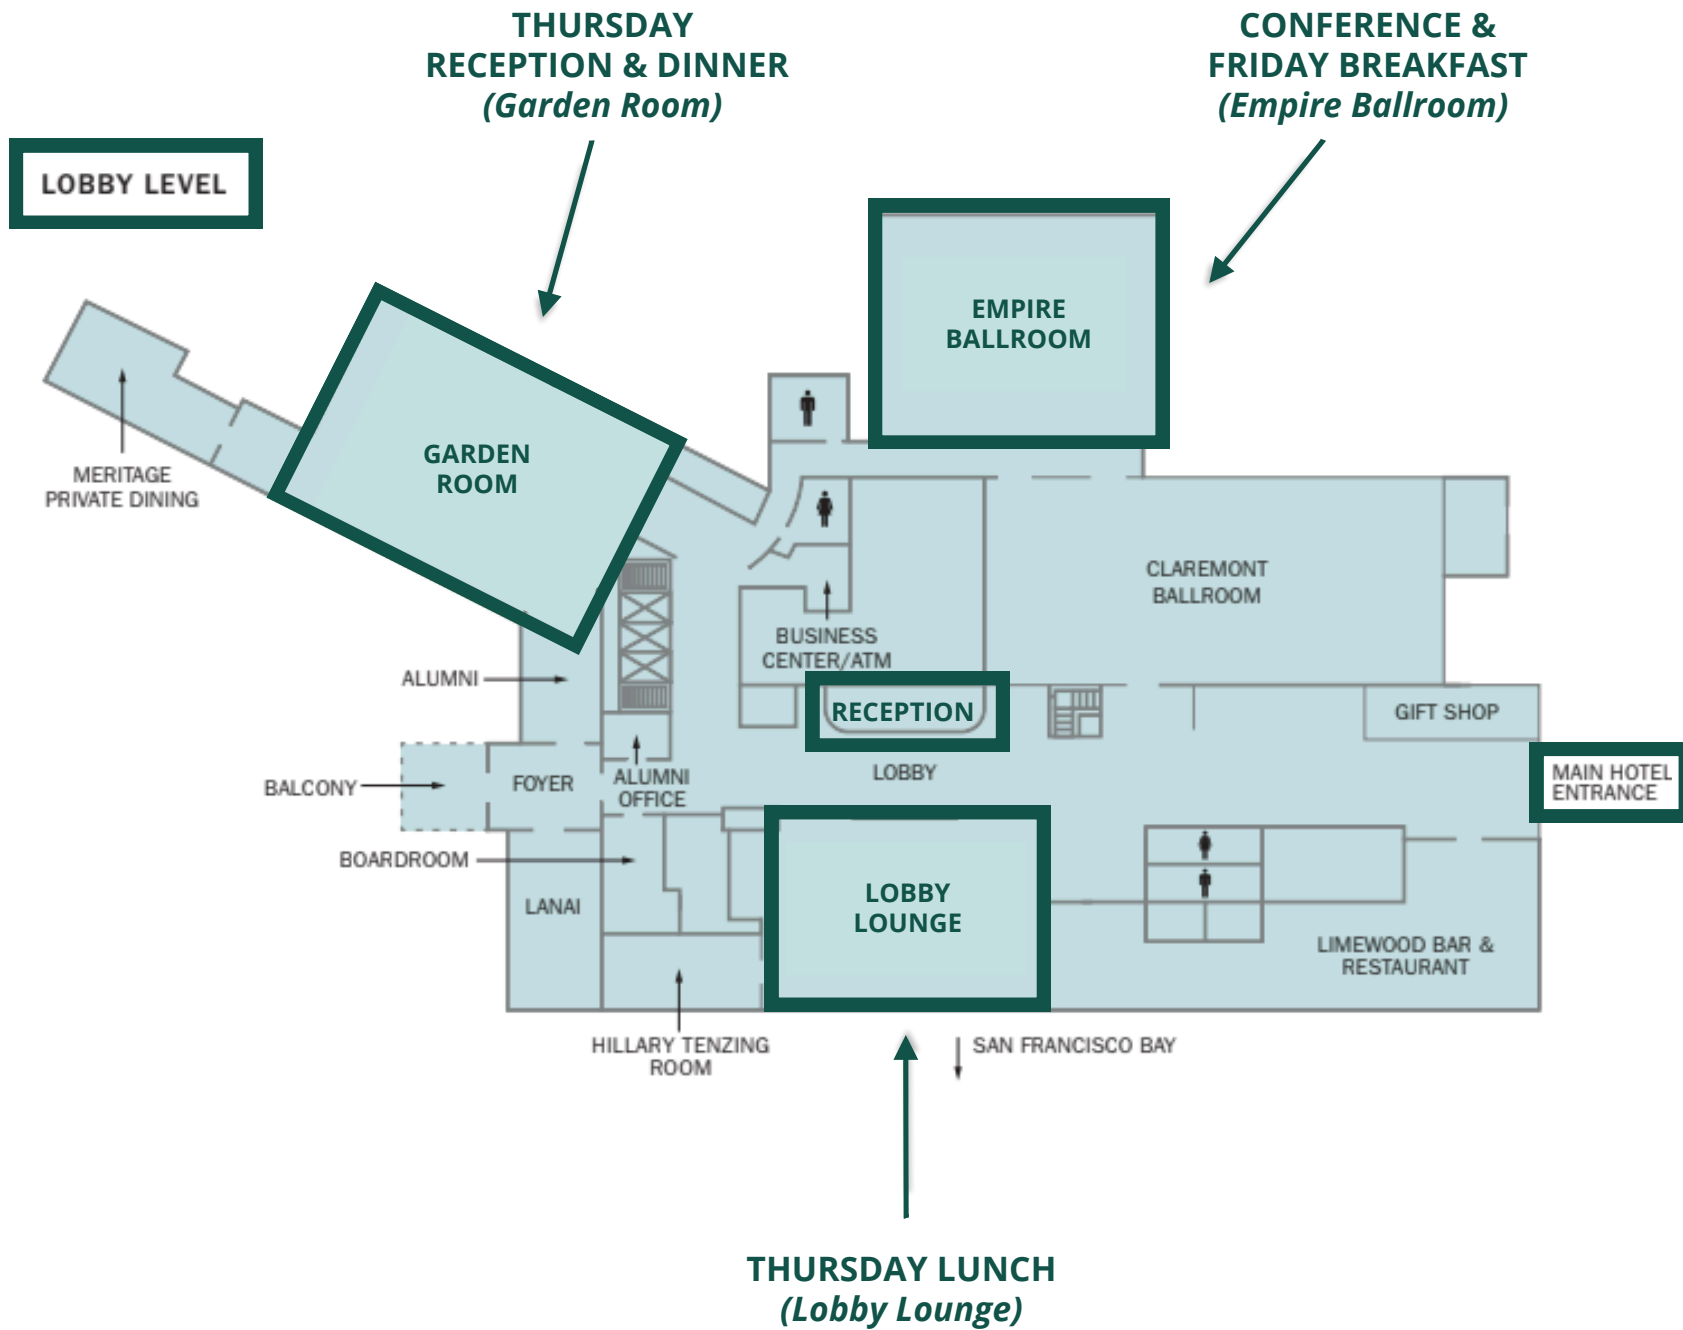 THURSDAY
RECEPTION & DINNER
(Garden Room)
CONFERENCE &
FRIDAY BREAKFAST
(Empire Ballroom)
LOBBY LEVEL
EMPIRE
BALLROOM
GARDEN
ROOM
MERITAGE
PRIVATE DINING
CLAREMONT
BALLROOM
BUSINESS
CENTER/ATM
ALUMNI
RECEPTION
GIFT SHOP
LOBBY
MAIN HOTEL
ENTRANCE
BALCONY
FOYER
ALUMNI
OFFICE
BOARDROOM
LANAI
LOBBY
LOUNGE
LIMEWOOD BAR &
RESTAURANT
HILLARY TENZING
ROOM
SAN FRANCISCO BAY
THURSDAY LUNCH
(Lobby Lounge)